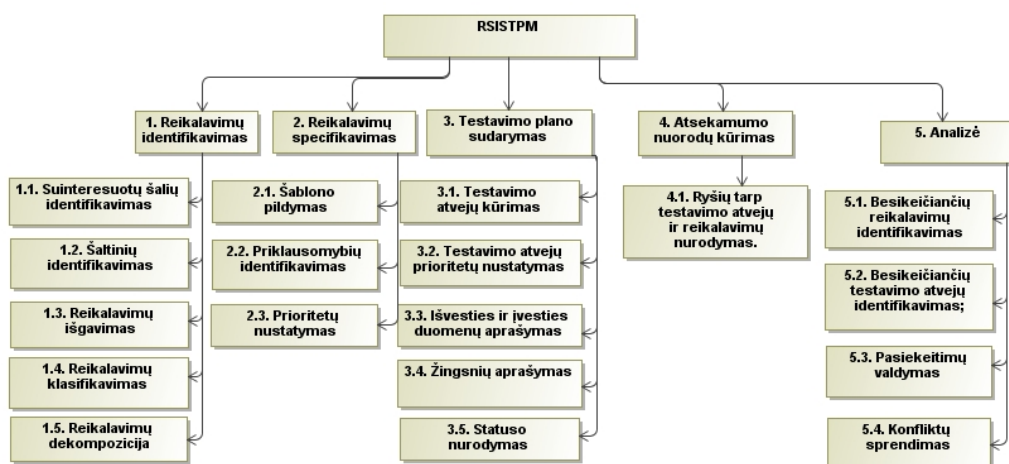 RSISTPM
1. Reikalavimų
identifikavimas
1.1. Suinteresuotų šalių
identifikavimas
1.2. Šaltinių
identifikavimas
1.3. Reikalavimų
išgavimas
1.4. Reikalavimų
klasifikavimas
1.5. Reikalavimų
dekompozicija
2. Reikalavimų
specifikavimas
2.1. Šablono
pildymas
2.2. Priklausomybių
identifikavimas
2.3. Prioritetų
nustatymas
3. Testavimo plano
sudarymas
3.1. Testavimo
atvejų kūrimas
3.2. Testavimo atvejų
prioritetų nustatymas
3.3. Išvesties ir įvesties
duomenų aprašymas
3.4. Žingsnių aprašymas
3.5. Statuso
nurodymas
4. Atsekamumo
nuorodų kūrimas
4.1. Ryšių tarp
testavimo atvejų
ir reikalavimų
nurodymas.
5. Analizė
5.1. Besikeičiančių
reikalavimų
identifikavimas
5.2. Besikeičiančių
testavimo atvejų
identifikavimas;
5.3. Pasiekeitimų
valdymas
5.4. Konfliktų
sprendimas